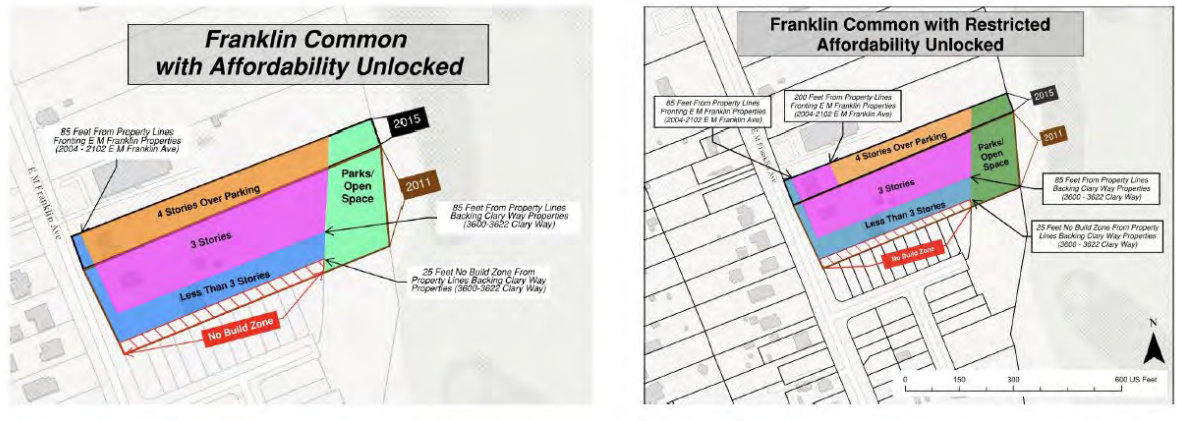 Franklin Common
with Affordability Unlocked
85 Feet From Property Lines
Fronting E M Franklin Properties
(2004 - 2102 E M Franklin Ave)
2015
E M Franklin Ave
4 Stories Over Parking
Parks/
Open
Space
2011
3 Stories
85 Feet From Property Lines
Backing Clary Way Properties
(3600-3622 Clary Way)
Less Than 3 Stories
25 Feet No Build Zone From
Property Lines Backing Clary Way
Properties (3600-3622 Clary Way)
No Build Zone
Franklin Common with Restricted
Affordability Unlocked
85 Feet From Property Lines
Fronting E M Franklin Properties
(2004-2102 E M Franklin Ave)
200 Feet From Property Lines
Fronting E M Franklin Properties
(2004-2102 E M Franklin Ave)
2015
E M Franklin Ave
4 Stories Over Parking
Parks/
Open
Space
2011
3 Stories
85 Feet From Property Lines
Backing Clary Way Properties
(3600-3622 Clary Way)
Less Than 3 Stories
25 Feet No Build Zone From Property
Lines Backing Clary Way Properties
(3600 - 3622 Clary Way)
No Build Zone
N
0 150 300 600 US Feet